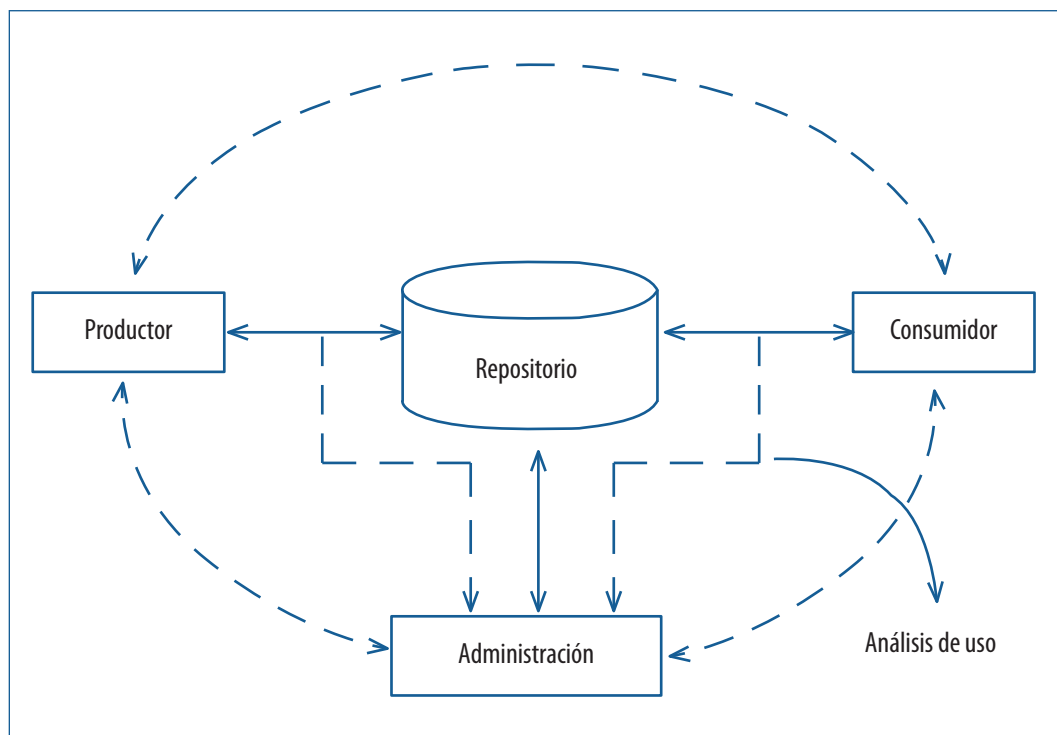 Productor
Repositorio
Consumidor
Administración
Análisis de uso